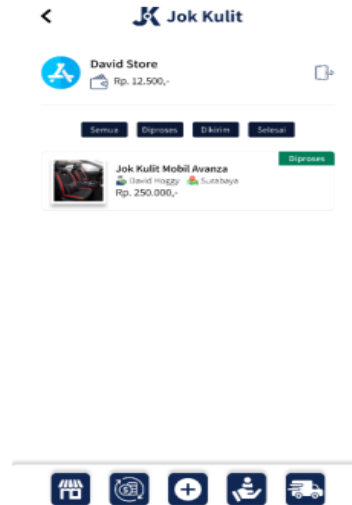 Jok Kulit
David Store
Rp. 12.500,-
Semua Diproses Dikirim Selesai
Diproses
Jok Kulit Mobil Avanza
David Hoggy Surabaya
Rp. 250.000,-